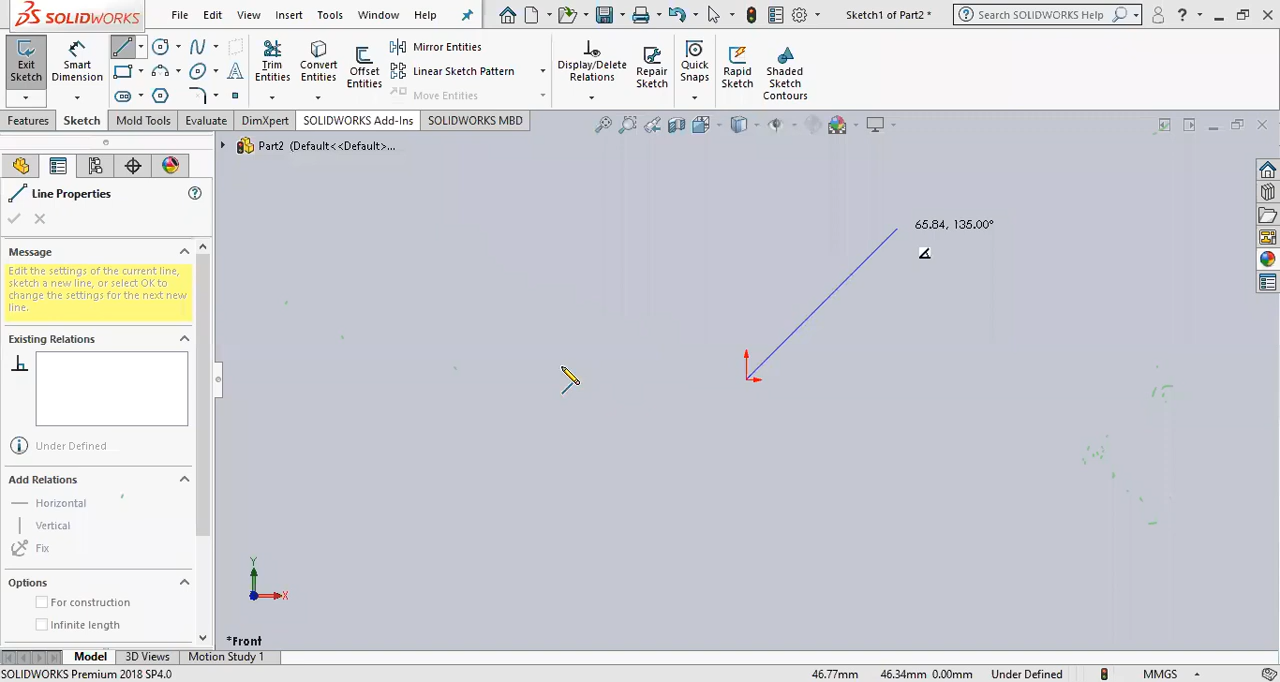 SOLIDWORKS File Edit View Insert Tools Window Help Sketch1 of Part2 * Search SOLIDWORKS Help ?
Exit Sketch
Smart Dimension
Trim Entities
Convert Entities
Offset Entities
Mirror Entities
Linear Sketch Pattern
Move Entities
Display/Delete Relations
Repair Sketch
Quick Snaps
Rapid Sketch
Shaded Sketch Contours
Features Sketch Mold Tools Evaluate DimXpert SOLIDWORKS Add-Ins SOLIDWORKS MBD
Part2 (Default<<Default>...
Line Properties
Message
Edit the settings of the current line,
sketch a new line, or select OK to
change the settings for the next new
line.
Existing Relations
Under Defined
Add Relations
Horizontal
Vertical
Fix
Options
For construction
Infinite length
65.84, 135.00°
Y
X
*Front
Model 3D Views Motion Study 1
SOLIDWORKS Premium 2018 SP4.0 46.77mm 46.34mm 0.00mm Under Defined MMGS